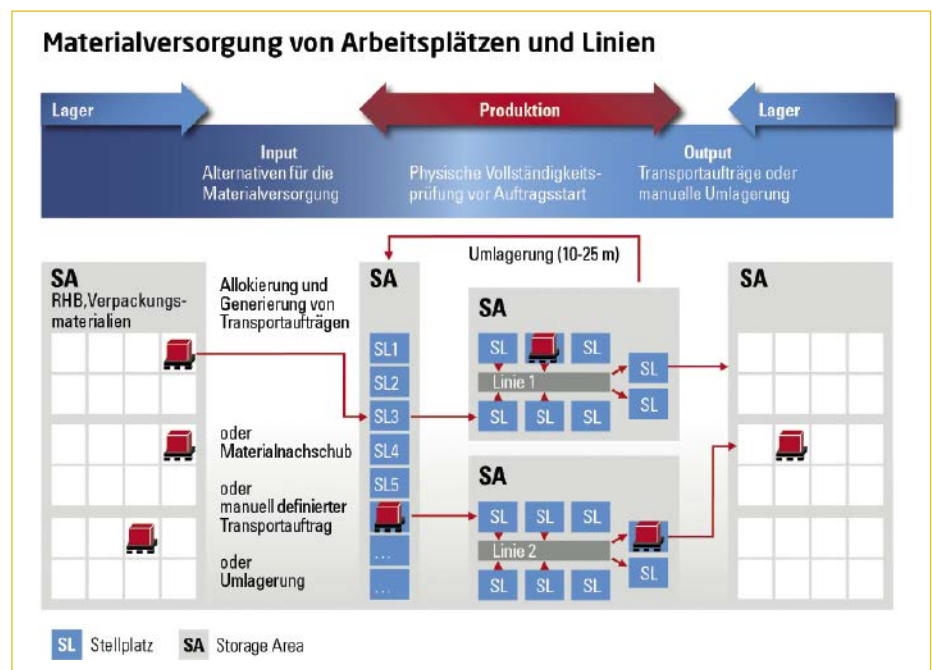 Materialversorgung von Arbeitsplätzen und Linien
Lager
Produktion
Lager
Input
Alternativen für die
Materialversorgung
Physische Vollständigkeits-
prüfung vor Auftragsstart
Output
Transportaufträge oder
manuelle Umlagerung
Umlagerung (10-25 m)
SA
RHB,Verpackungs-
materialien
Allokierung und
Generierung von
Transportaufträgen
oder
Materialnachschub
oder
manuell definierter
Transportauftrag
oder
Umlagerung
SA
SL1
SL2
SL3
SL4
SL5
...
...
SA
SL
SL
SL
Linie 1
SL
SL
SL
SL
SL
SA
SL
SL
SL
Linie 2
SL
SL
SL
SL
SA
SL Stellplatz
SA Storage Area